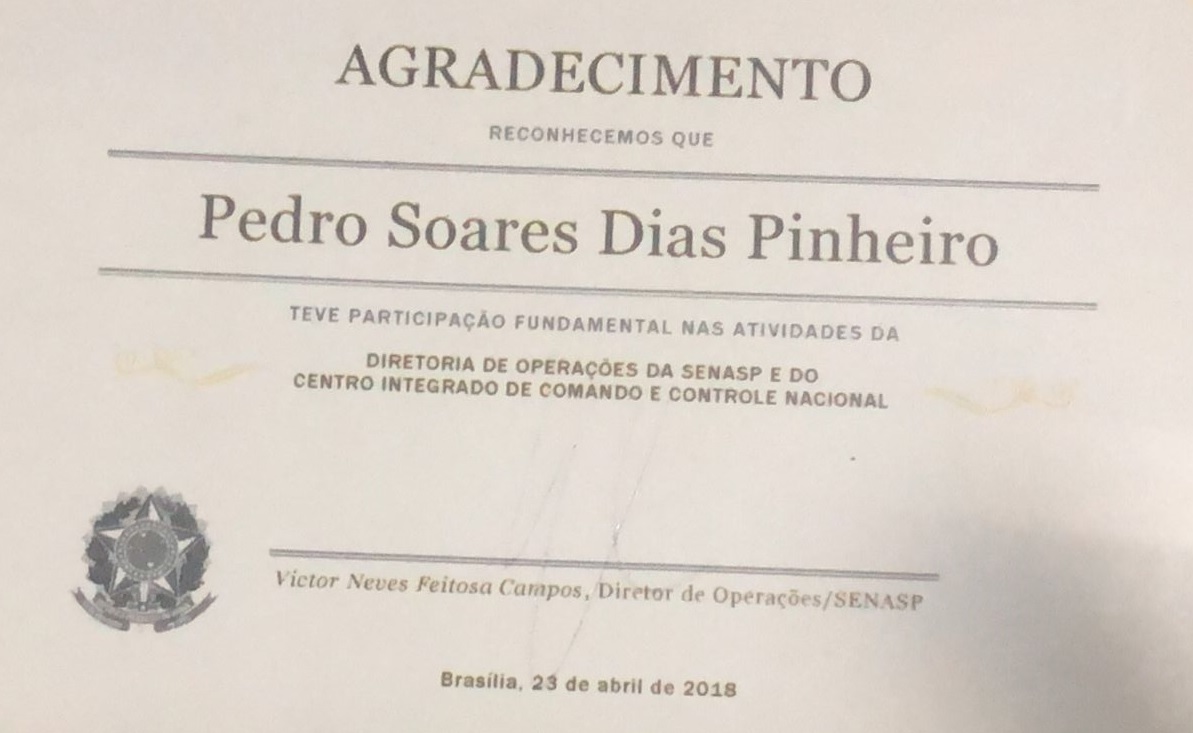 AGRADECIMENTO
RECONHECEMOS QUE
Pedro Soares Dias Pinheiro
TEVE PARTICIPAÇÃO FUNDAMENTAL NAS ATIVIDADES DA
DIRETORIA DE OPERAÇÕES DA SENASP E DO
CENTRO INTEGRADO DE COMANDO E CONTROLE NACIONAL
Victor Neves Feitosa Campos, Diretor de Operações/SENASP
Brasília, 23 de abril de 2018